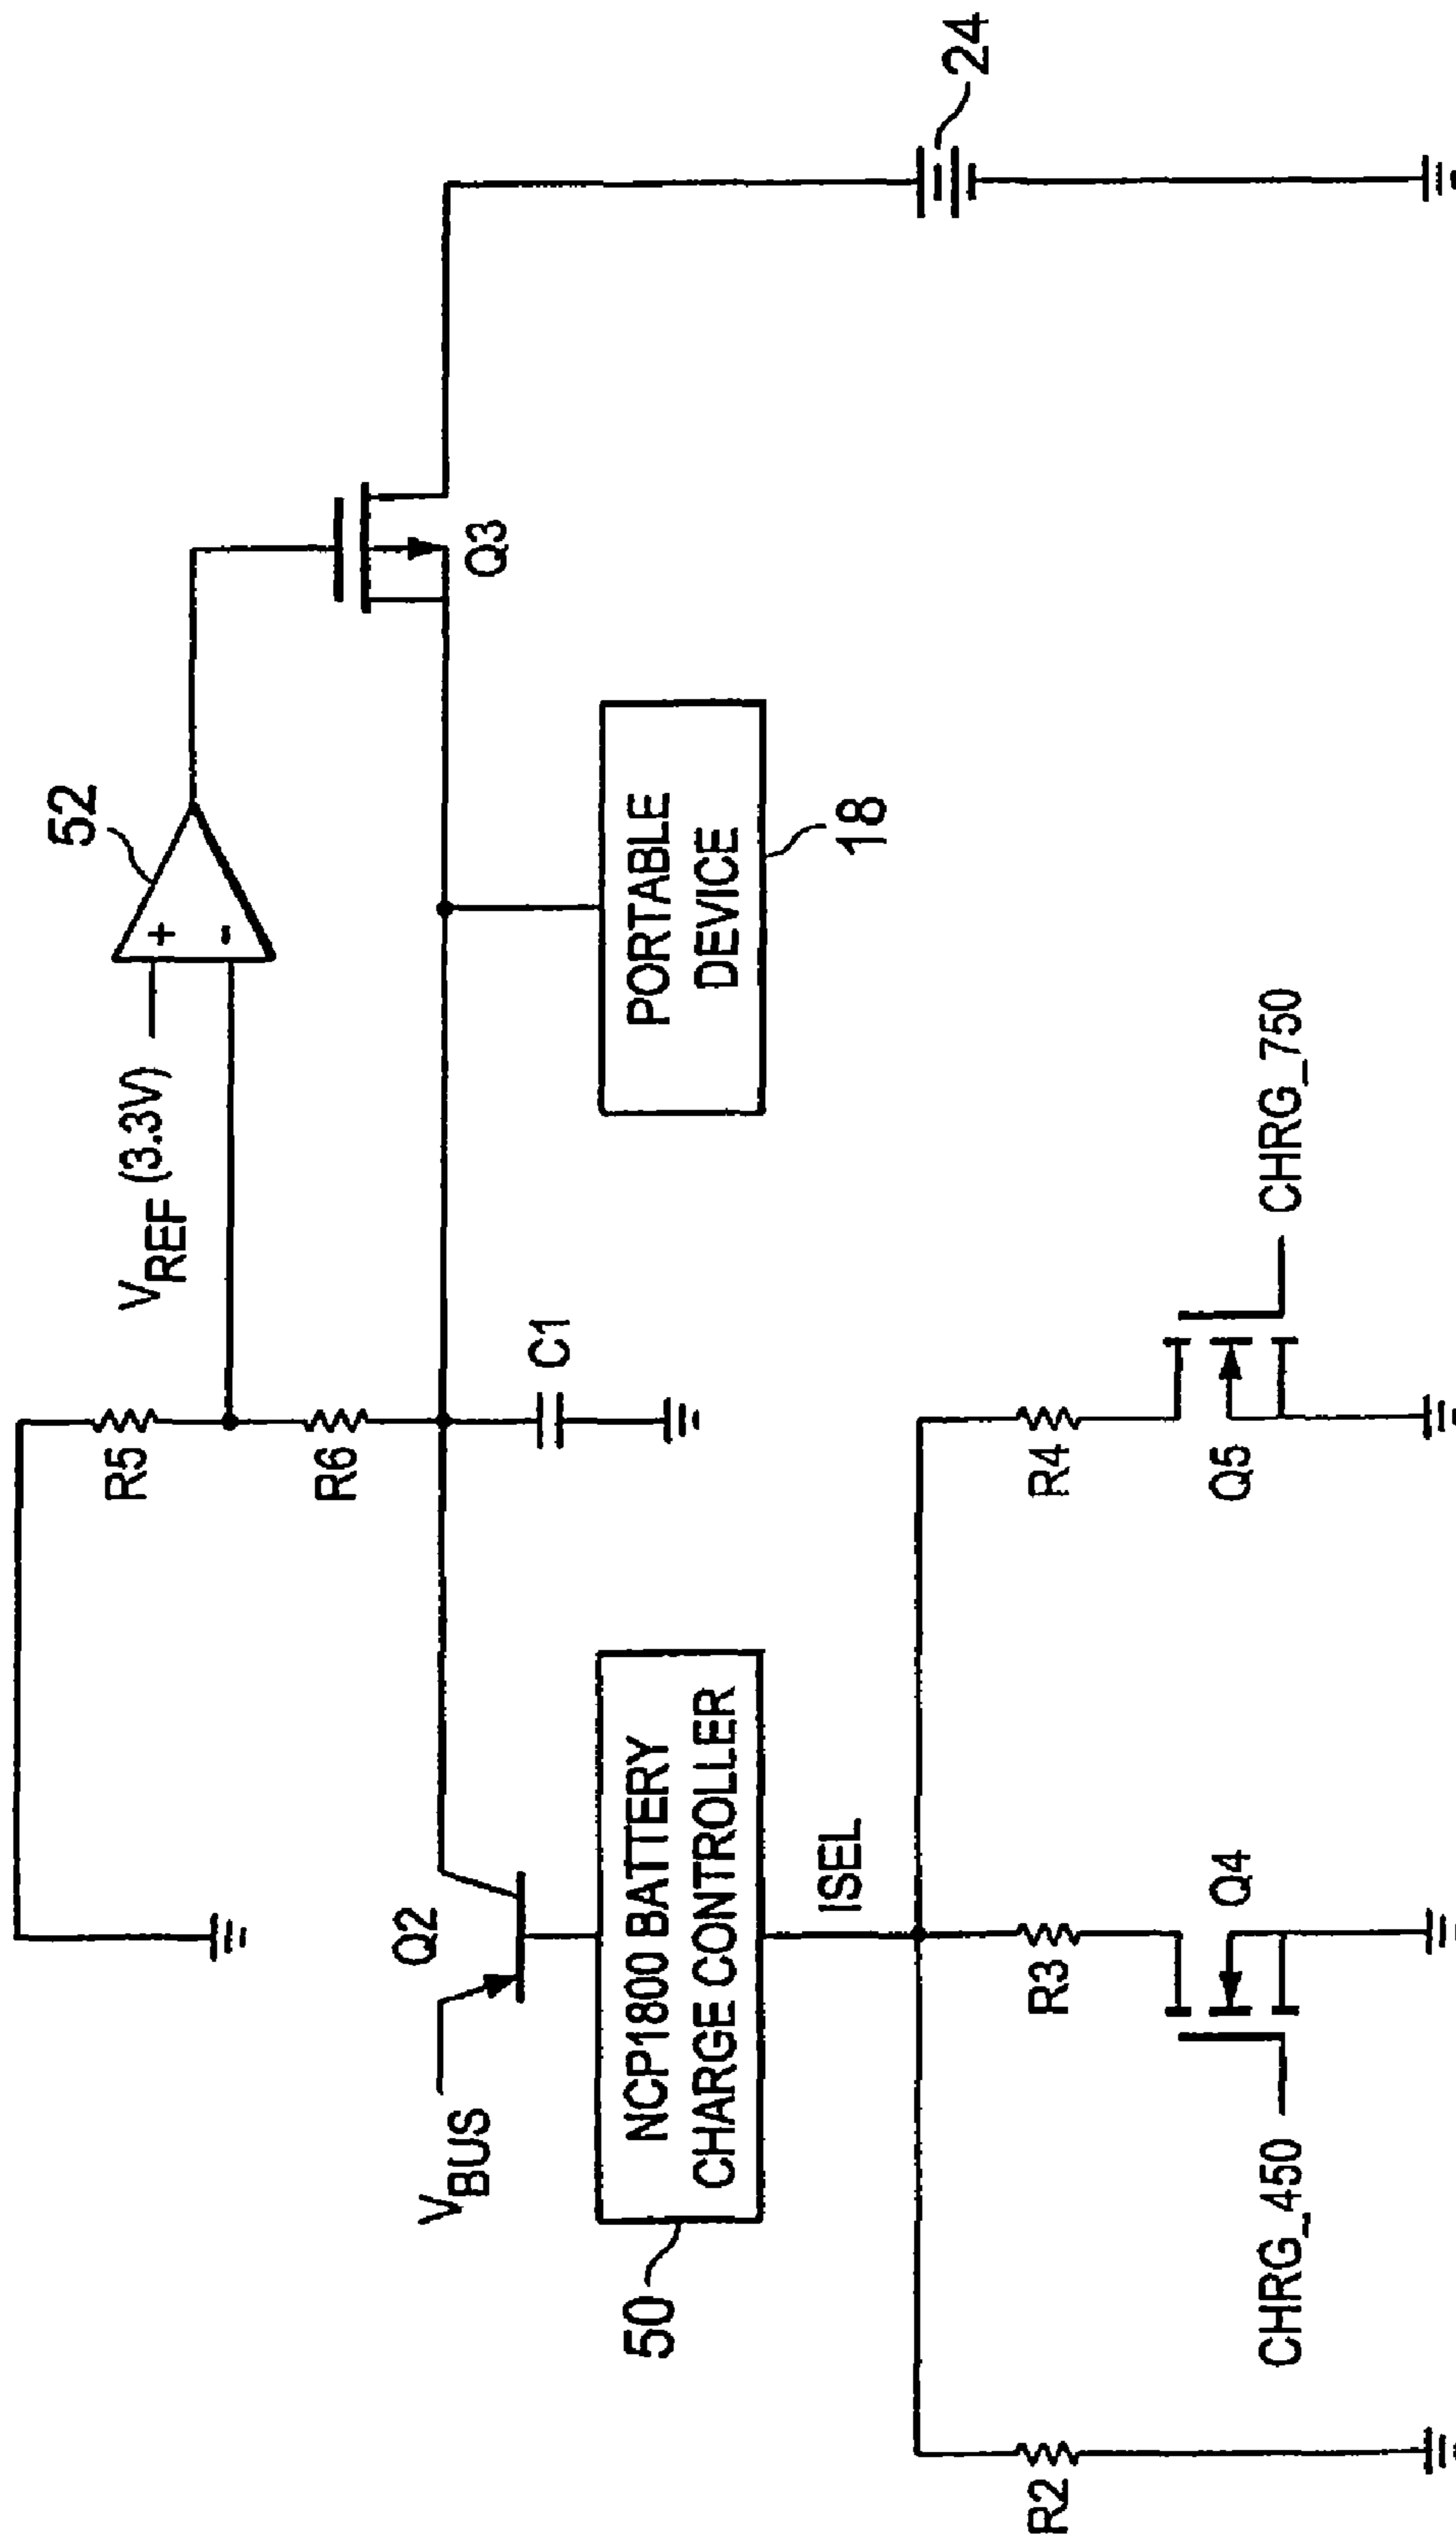 52
VREF (3.3V)
+
-
R5
R6
Q3
24
C1
PORTABLE
DEVICE
18
Q2
VBUS
NCP1800 BATTERY
CHARGE CONTROLLER
50
ISEL
R2
R3
R4
Q4
Q5
CHRG_450
CHRG_750